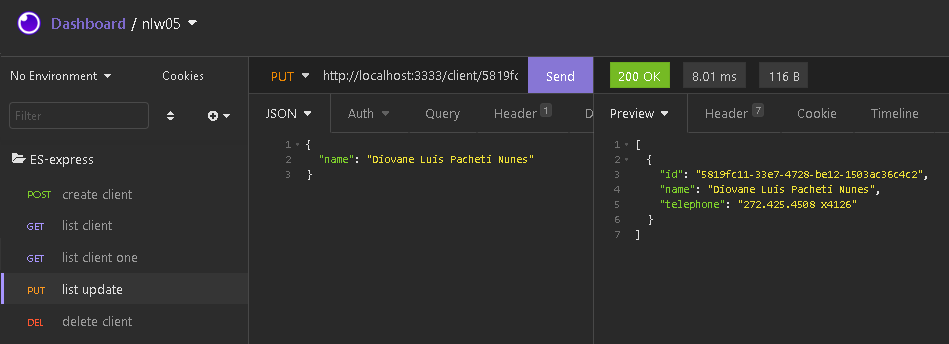 Dashboard / nlw05
No Environment
Cookies
Filter
ES-express
POST create client
GET list client
GET list client one
PUT list update
DEL delete client
PUT http://localhost:3333/client/5819fc Send
JSON Auth Query Header 1 D
1 {
2 "name": "Diovane Luis Pacheti Nunes"
3 }
200 OK 8.01 ms 116 B
Preview Header 7 Cookie Timeline
1 [
2 {
3 "id": "5819fc11-33e7-4728-be12-1503ac36c4c2",
4 "name": "Diovane Luis Pacheti Nunes",
5 "telephone": "272.425.4508 x4126"
6 }
7 ]